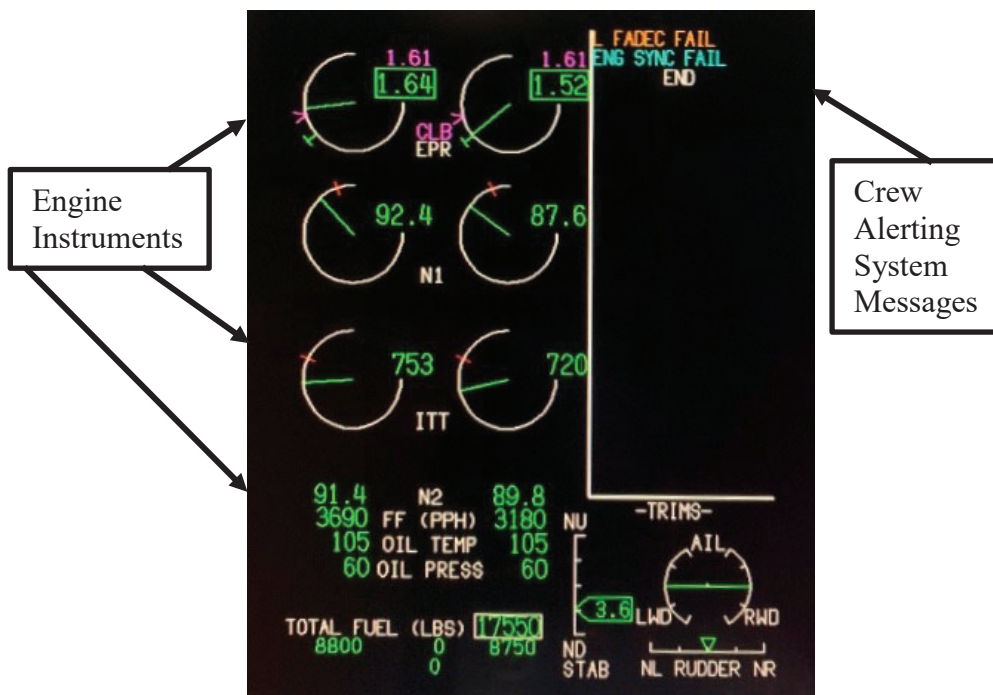 Engine
Instruments
1.61 1.61
1.64 1.52
CLB
EPR
92.4 87.6
N1
753 720
ITT
91.4 N2 89.8
3690 FF (PPH) 3180
105 OIL TEMP 105
60 OIL PRESS 60
TOTAL FUEL (LBS) 17550
8800 0 8750
0
L FADEC FAIL
ENG SYNC FAIL
END
-TRIMS-
NU
3.6
ND
STAB
AIL
LWD RWD
NL RUDDER NR
Crew
Alerting
System
Messages